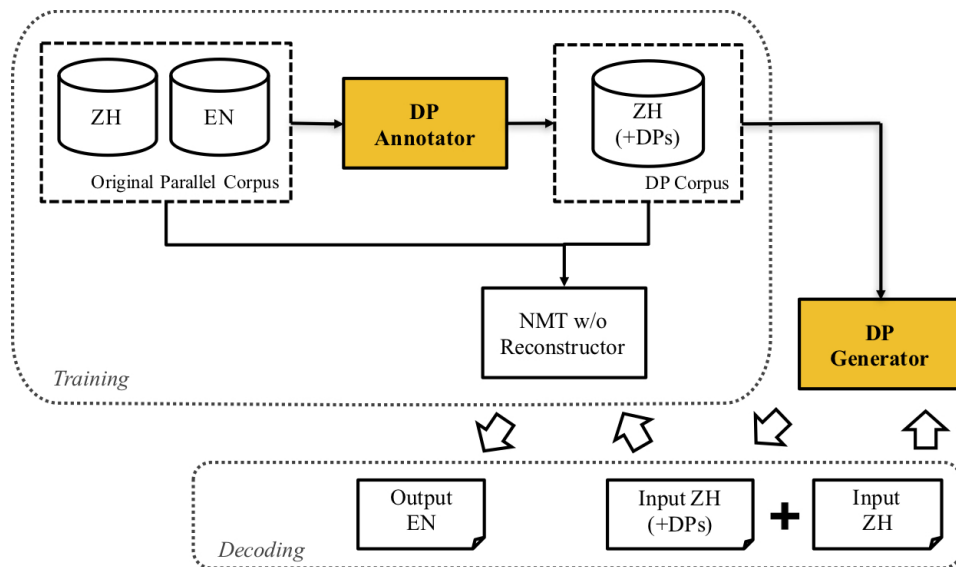 ZH
EN
Original Parallel Corpus
DP
Annotator
ZH
(+DPs)
DP Corpus
NMT w/o
Reconstructor
DP
Generator
Training
Output
EN
Input ZH
(+DPs)
+
Input
ZH
Decoding